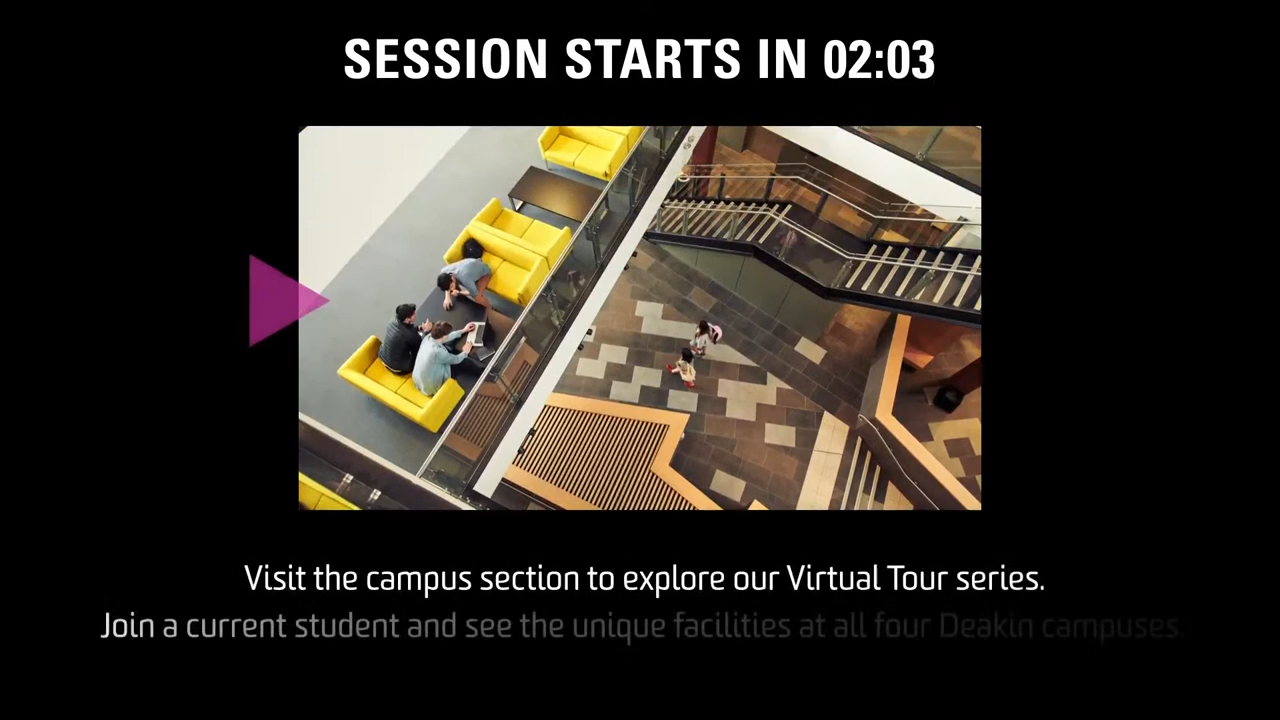 SESSION STARTS IN 02:03
Visit the campus section to explore our Virtual Tour series.
Join a current student and see the unique facilities at all four Deakin campuses.